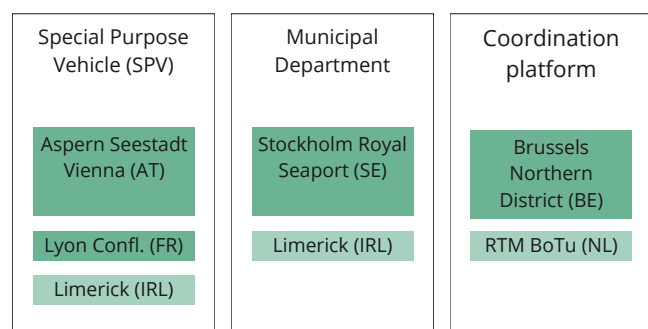 Special Purpose
Vehicle (SPV)
Aspern Seestadt
Vienna (AT)
Lyon Confl. (FR)
Limerick (IRL)
Municipal
Department
Stockholm Royal
Seaport (SE)
Limerick (IRL)
Coordination
platform
Brussels
Northern
District (BE)
RTM BoTu (NL)